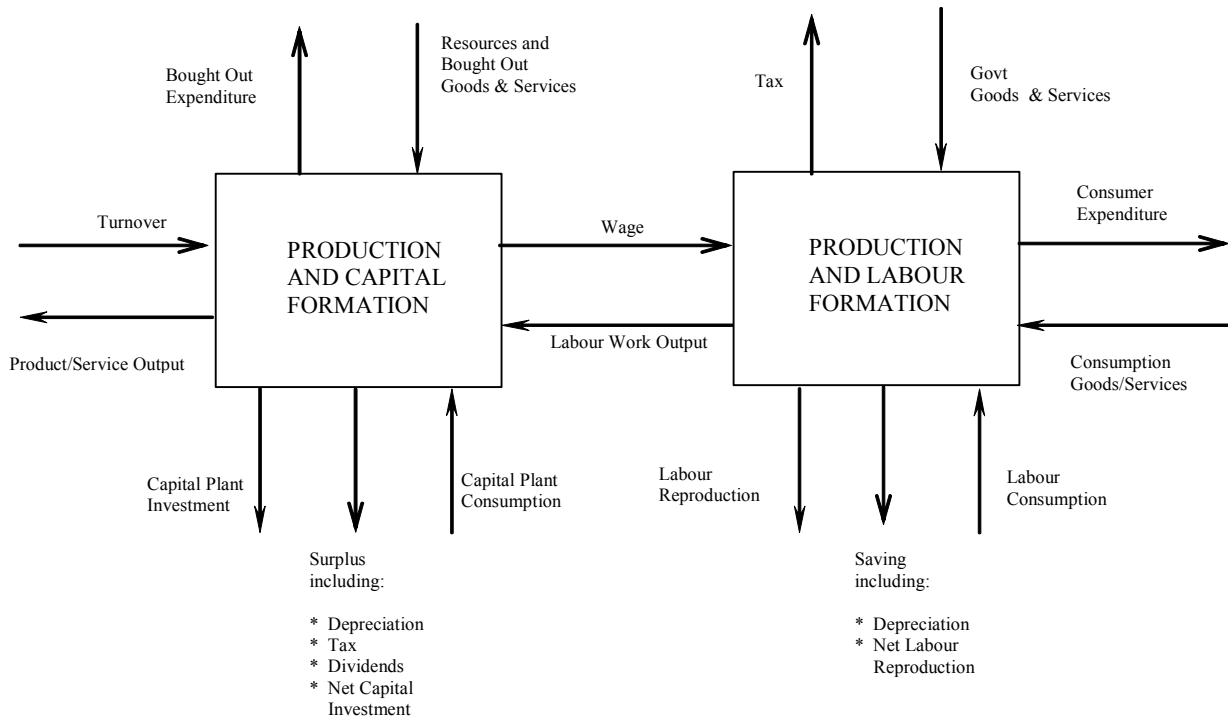 Bought Out
Expenditure
Resources and
Bought Out
Goods & Services
Tax
Govt
Goods & Services
Turnover
PRODUCTION
AND CAPITAL
FORMATION
Wage
PRODUCTION
AND LABOUR
FORMATION
Consumer
Expenditure
Product/Service Output
Labour Work Output
Consumption
Goods/Services
Capital Plant
Investment
Capital Plant
Consumption
Labour
Reproduction
Labour
Consumption
Surplus
including:
* Depreciation
* Tax
* Dividends
* Net Capital
Investment
Saving
including:
* Depreciation
* Net Labour
Reproduction